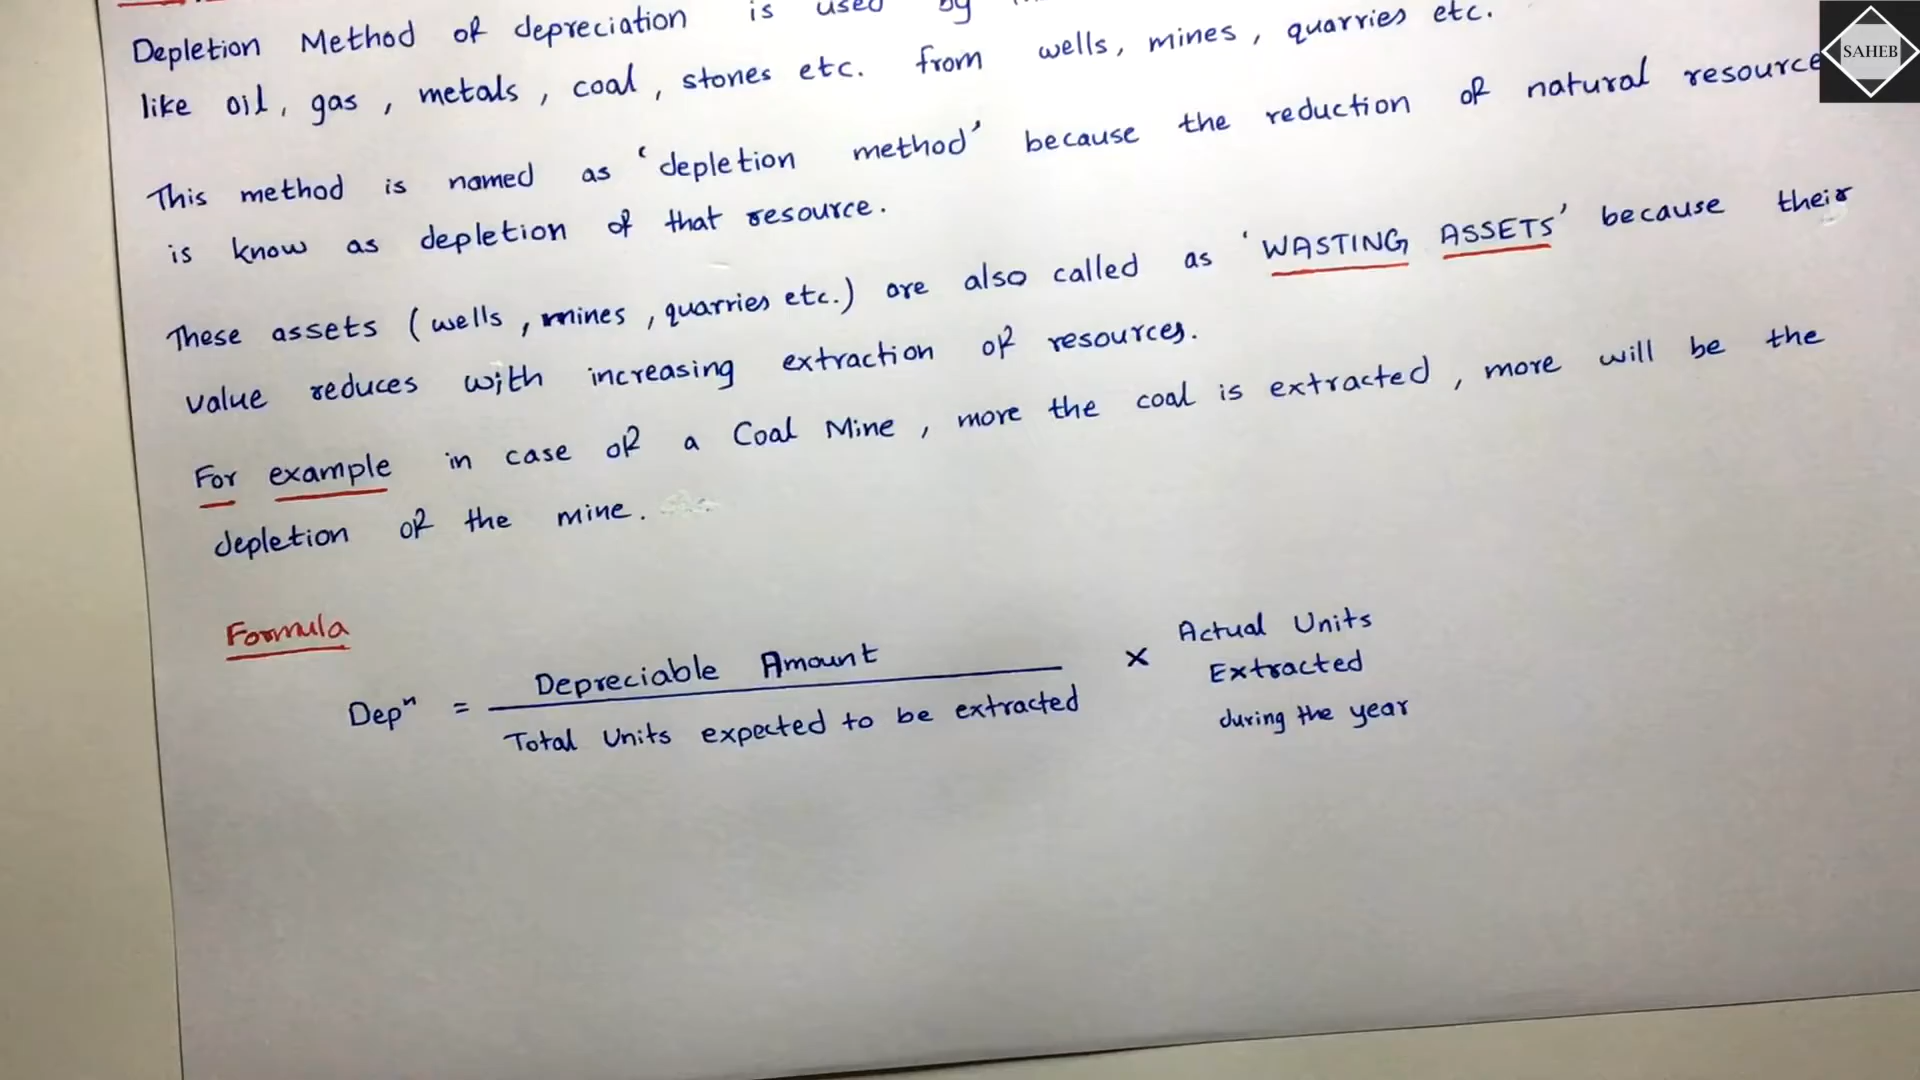 Depletion Method of depreciation is used by
like oil, gas, metals, coal, stones etc. from wells, mines, quarries etc.
This method is named as 'depletion method' because the reduction of natural resource
is know as depletion of that resource.
These assets (wells, mines, quarries etc.) are also called as 'WASTING ASSETS' because their
value reduces with increasing extraction of resources.
For example in case of a Coal Mine, more the coal is extracted, more will be the
depletion of the mine.
Formula
Depⁿ = Depreciable Amount / Total Units expected to be extracted × Actual Units
Extracted
during the year
SAHEB